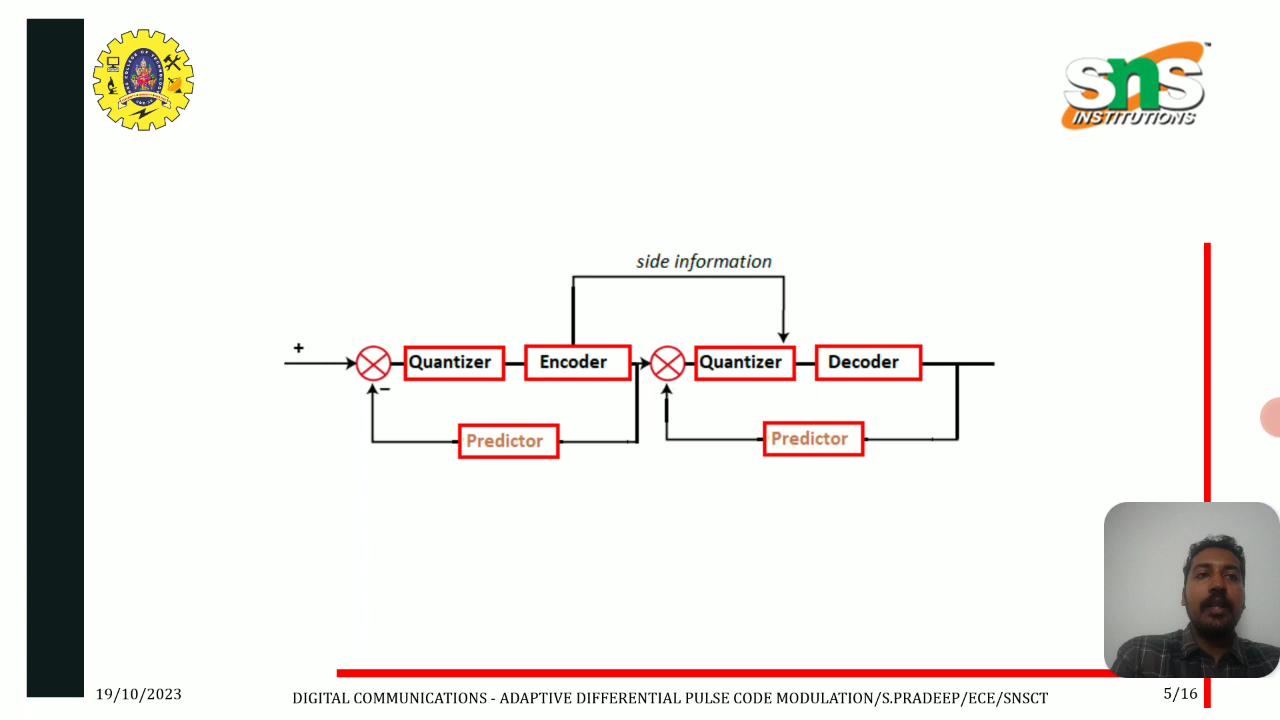 SNS
INSTITUTIONS
side information
+
Quantizer
Encoder
Quantizer
Decoder
−
Predictor
Predictor
19/10/2023
DIGITAL COMMUNICATIONS - ADAPTIVE DIFFERENTIAL PULSE CODE MODULATION/S.PRADEEP/ECE/SNSCT
5/16